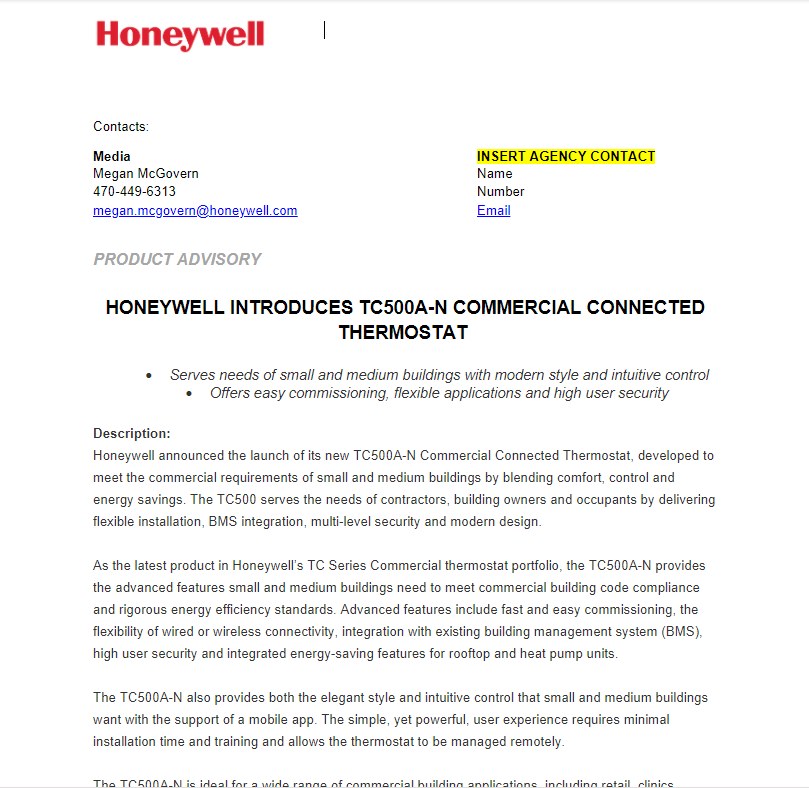 Honeywell
Contacts:
Media
Megan McGovern
470-449-6313
megan.mcgovern@honeywell.com
INSERT AGENCY CONTACT
Name
Number
Email
PRODUCT ADVISORY
HONEYWELL INTRODUCES TC500A-N COMMERCIAL CONNECTED
THERMOSTAT
• Serves needs of small and medium buildings with modern style and intuitive control
• Offers easy commissioning, flexible applications and high user security
Description:
Honeywell announced the launch of its new TC500A-N Commercial Connected Thermostat, developed to
meet the commercial requirements of small and medium buildings by blending comfort, control and
energy savings. The TC500 serves the needs of contractors, building owners and occupants by delivering
flexible installation, BMS integration, multi-level security and modern design.
As the latest product in Honeywell’s TC Series Commercial thermostat portfolio, the TC500A-N provides
the advanced features small and medium buildings need to meet commercial building code compliance
and rigorous energy efficiency standards. Advanced features include fast and easy commissioning, the
flexibility of wired or wireless connectivity, integration with existing building management system (BMS),
high user security and integrated energy-saving features for rooftop and heat pump units.
The TC500A-N also provides both the elegant style and intuitive control that small and medium buildings
want with the support of a mobile app. The simple, yet powerful, user experience requires minimal
installation time and training and allows the thermostat to be managed remotely.
The TC500A-N is ideal for a wide range of commercial building applications, including retail, clinics,